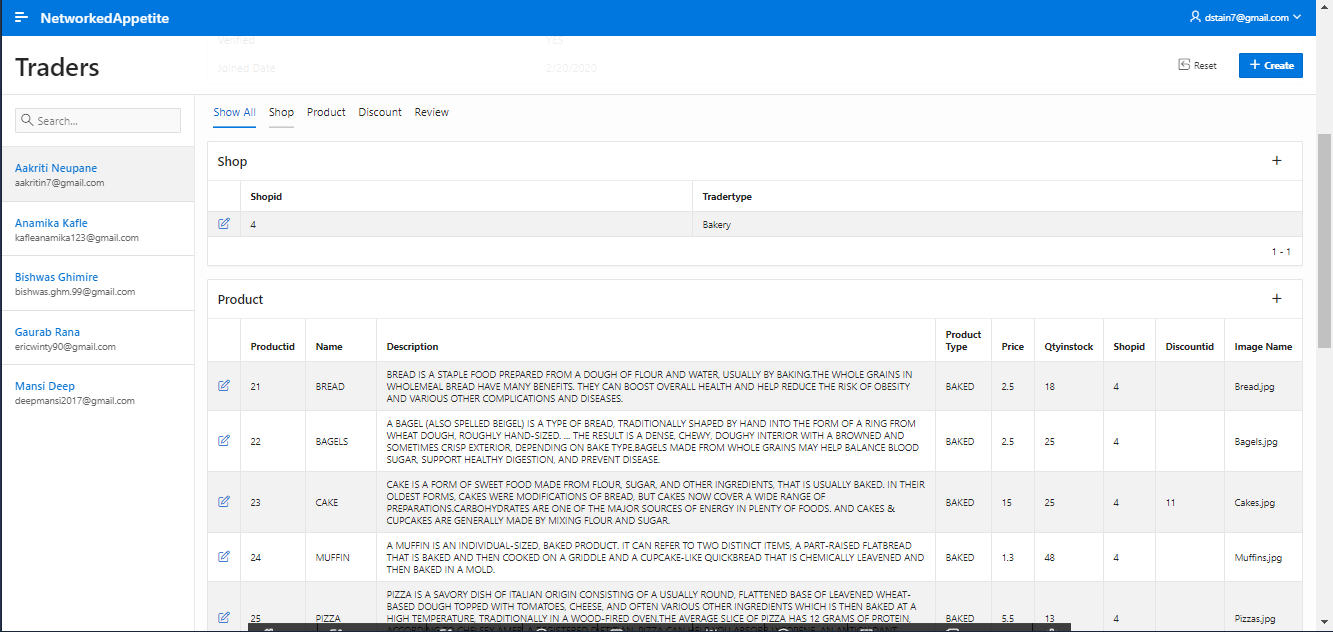 NetworkedAppetite
dstain7@gmail.com
Verified YES
Joined Date 2/20/2020
Traders
Reset
Create
Search...
Aakriti Neupane
aakritin7@gmail.com
Anamika Kafle
kafleanamika123@gmail.com
Bishwas Ghimire
bishwas.ghm.99@gmail.com
Gaurab Rana
ericwinty90@gmail.com
Mansi Deep
deepmansi2017@gmail.com
Show All Shop Product Discount Review
Shop
Shopid Tradertype
4 Bakery
1 - 1
Product
Productid Name Description Product Type Price Qtyinstock Shopid Discountid Image Name
21 BREAD
BREAD IS A STAPLE FOOD PREPARED FROM A DOUGH OF FLOUR AND WATER, USUALLY BY BAKING.THE WHOLE GRAINS IN
WHOLEMEAL BREAD HAVE MANY BENEFITS. THEY CAN BOOST OVERALL HEALTH AND HELP REDUCE THE RISK OF OBESITY
AND VARIOUS OTHER COMPLICATIONS AND DISEASES.
BAKED 2.5 18 4 Bread.jpg
22 BAGELS
A BAGEL (ALSO SPELLED BEIGEL) IS A TYPE OF BREAD, TRADITIONALLY SHAPED BY HAND INTO THE FORM OF A RING FROM
WHEAT DOUGH, ROUGHLY HAND-SIZED. ... THE RESULT IS A DENSE, CHEWY, DOUGHY INTERIOR WITH A BROWNED AND
SOMETIMES CRISP EXTERIOR, DEPENDING ON BAKE TYPE.BAGELS MADE FROM WHOLE GRAINS MAY HELP BALANCE BLOOD
SUGAR, SUPPORT HEALTHY DIGESTION, AND PREVENT DISEASE.
BAKED 2.5 25 4 Bagels.jpg
23 CAKE
CAKE IS A FORM OF SWEET FOOD MADE FROM FLOUR, SUGAR, AND OTHER INGREDIENTS, THAT IS USUALLY BAKED. IN THEIR
OLDEST FORMS, CAKES WERE MODIFICATIONS OF BREAD, BUT CAKES NOW COVER A WIDE RANGE OF
PREPARATIONS.CARBOHYDRATES ARE ONE OF THE MAJOR SOURCES OF ENERGY IN PLENTY OF FOODS. AND CAKES &
CUPCAKES ARE GENERALLY MADE BY MIXING FLOUR AND SUGAR.
BAKED 15 25 4 11 Cakes.jpg
24 MUFFIN
A MUFFIN IS AN INDIVIDUAL-SIZED, BAKED PRODUCT. IT CAN REFER TO TWO DISTINCT ITEMS, A PART-RAISED FLATBREAD
THAT IS BAKED AND THEN COOKED ON A GRIDDLE AND A CUPCAKE-LIKE QUICKBREAD THAT IS CHEMICALLY LEAVENED AND
THEN BAKED IN A MOLD.
BAKED 1.3 48 4 Muffins.jpg
25 PIZZA
PIZZA IS A SAVORY DISH OF ITALIAN ORIGIN CONSISTING OF A USUALLY ROUND, FLATTENED BASE OF LEAVENED WHEAT-
BASED DOUGH TOPPED WITH TOMATOES, CHEESE, AND OFTEN VARIOUS OTHER INGREDIENTS WHICH IS THEN BAKED AT A
HIGH TEMPERATURE, TRADITIONALLY IN A WOOD-FIRED OVEN.THE AVERAGE SLICE OF PIZZA HAS 12 GRAMS OF PROTEIN,
BAKED 5.5 13 4 Pizzas.jpg